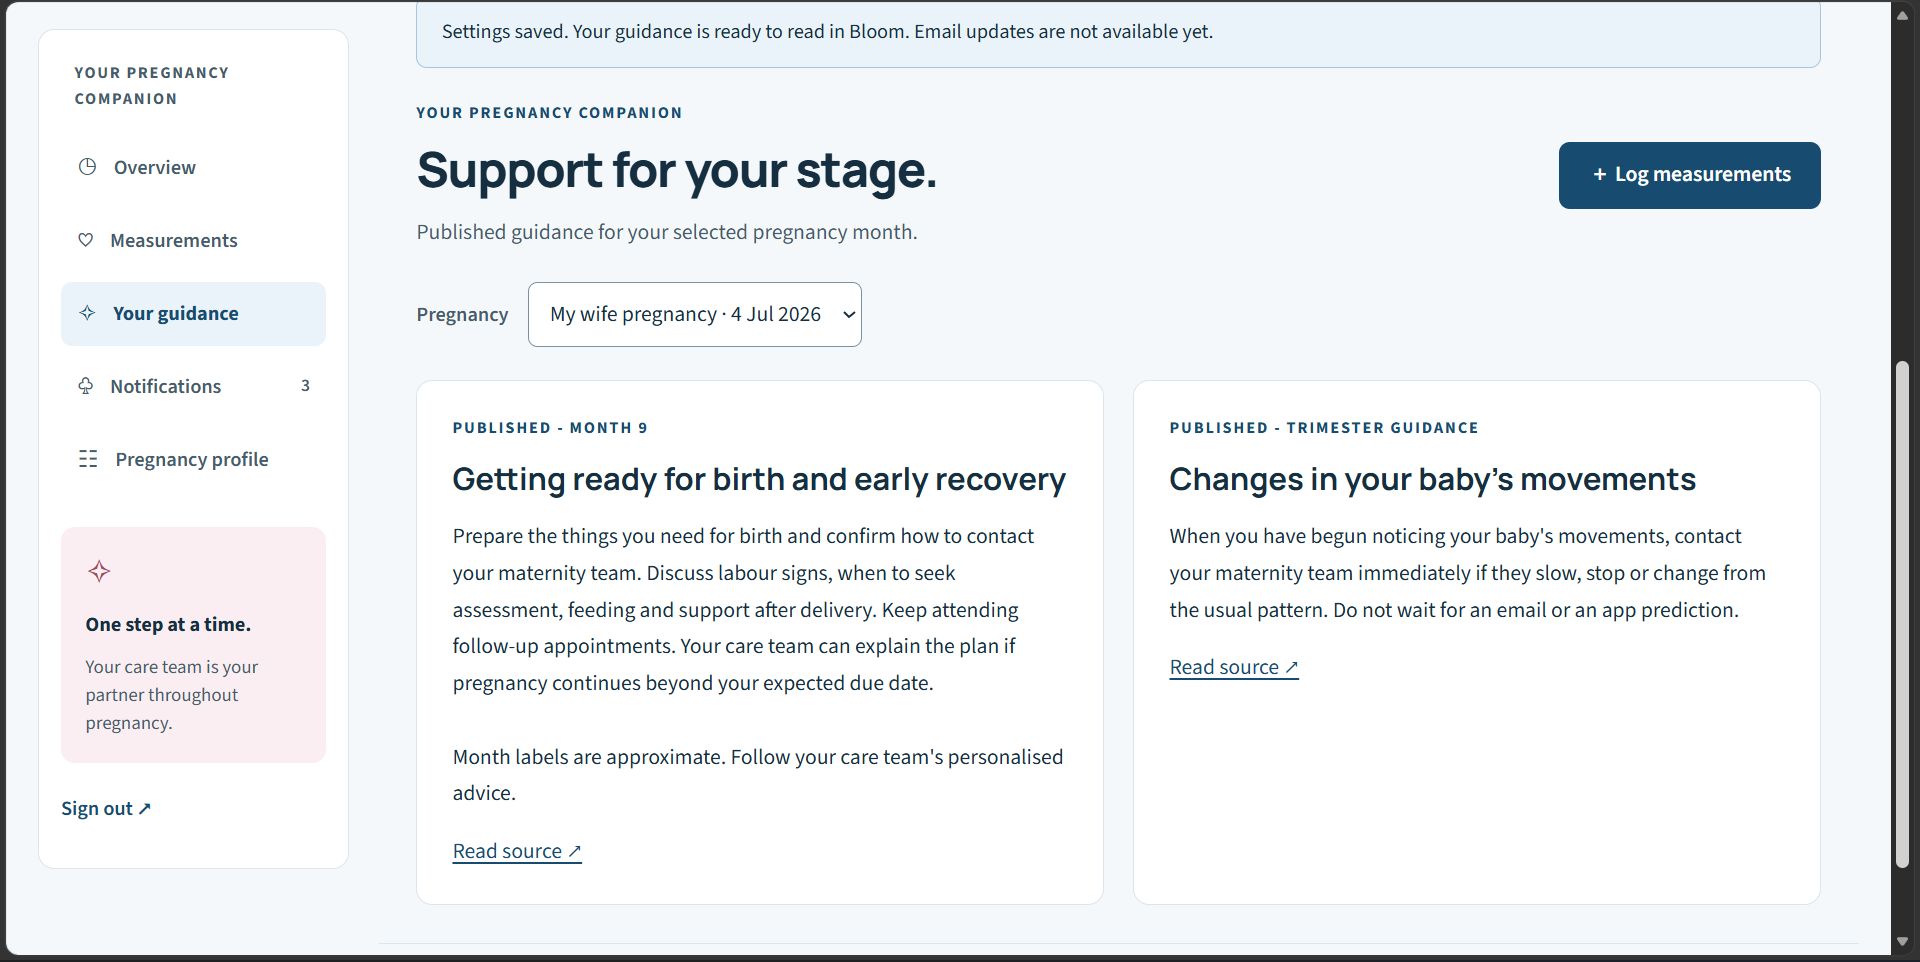 YOUR PREGNANCY
COMPANION
Overview
Measurements
Your guidance
Notifications 3
Pregnancy profile
One step at a time.
Your care team is your
partner throughout
pregnancy.
Sign out ↗
Settings saved. Your guidance is ready to read in Bloom. Email updates are not available yet.
YOUR PREGNANCY COMPANION
Support for your stage.
Published guidance for your selected pregnancy month.
+ Log measurements
Pregnancy My wife pregnancy · 4 Jul 2026
PUBLISHED - MONTH 9
Getting ready for birth and early recovery
Prepare the things you need for birth and confirm how to contact
your maternity team. Discuss labour signs, when to seek
assessment, feeding and support after delivery. Keep attending
follow-up appointments. Your care team can explain the plan if
pregnancy continues beyond your expected due date.
Month labels are approximate. Follow your care team's personalised
advice.
Read source ↗
PUBLISHED - TRIMESTER GUIDANCE
Changes in your baby’s movements
When you have begun noticing your baby's movements, contact
your maternity team immediately if they slow, stop or change from
the usual pattern. Do not wait for an email or an app prediction.
Read source ↗